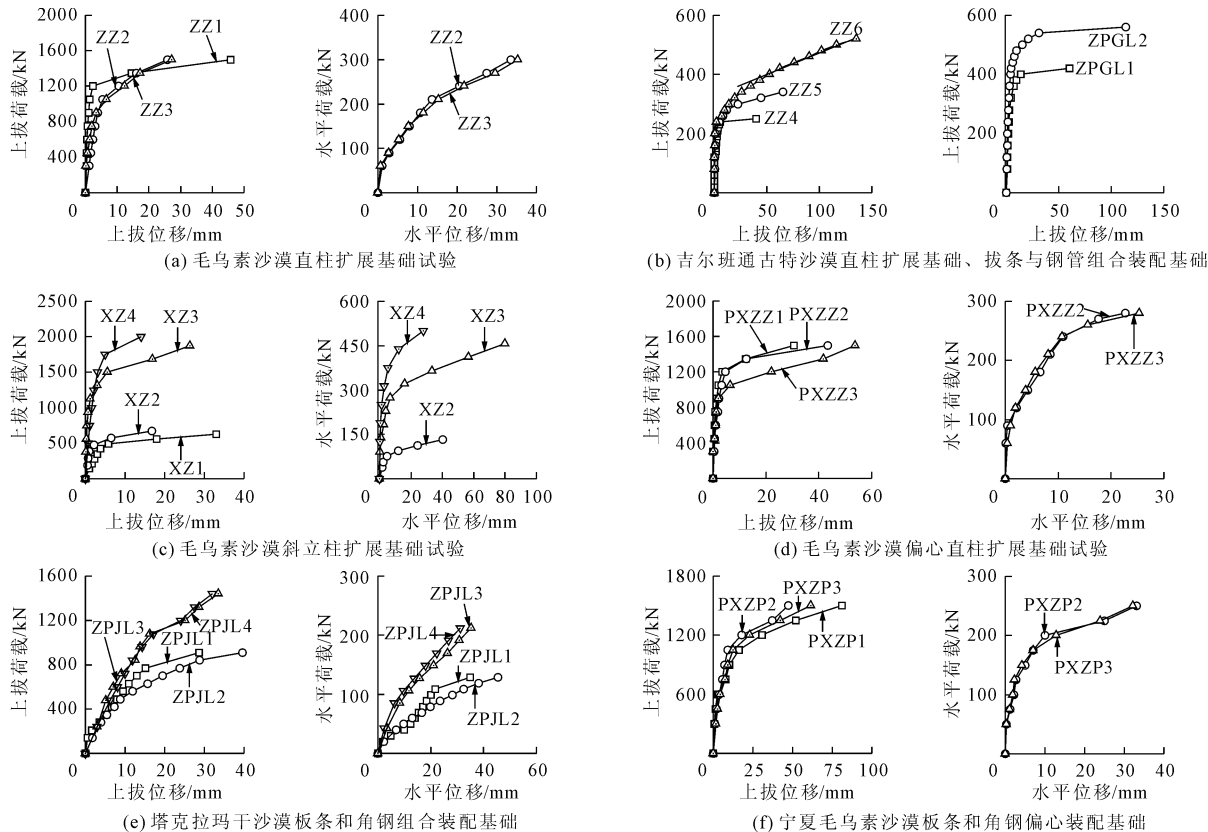 上拔荷载/kN
2000
1600
1200
800
400
0
10
20
30
40
50
上拔位移/mm
ZZ2
ZZ1
ZZ3
水平荷载/kN
400
300
200
100
0
10
20
30
40
水平位移/mm
ZZ2
ZZ3
(a) 毛乌素沙漠直柱扩展基础试验
上拔荷载/kN
600
400
200
0
50
100
150
上拔位移/mm
ZZ6
ZZ5
ZZ4
上拔荷载/kN
600
400
200
0
50
100
150
上拔位移/mm
ZPGL2
ZPGL1
(b) 吉尔班通古特沙漠直柱扩展基础、拔条与钢管组合装配基础
上拔荷载/kN
2500
2000
1500
1000
500
0
10
20
30
40
上拔位移/mm
XZ4
XZ3
XZ2
XZ1
水平荷载/kN
600
450
300
150
0
20
40
60
80
100
水平位移/mm
XZ4
XZ3
XZ2
(c) 毛乌素沙漠斜立柱扩展基础试验
上拔荷载/kN
2000
1600
1200
800
400
0
20
40
60
上拔位移/mm
PXZZ1
PXZZ2
PXZZ3
水平荷载/kN
300
200
100
0
10
20
30
水平位移/mm
PXZZ2
PXZZ3
(d) 毛乌素沙漠偏心直柱扩展基础试验
上拔荷载/kN
1600
1200
800
400
0
10
20
30
40
上拔位移/mm
ZPJL3
ZPJL4
ZPJL1
ZPJL2
水平荷载/kN
300
200
100
0
20
40
60
水平位移/mm
ZPJL3
ZPJL4
ZPJL1
ZPJL2
(e) 塔克拉玛干沙漠板条和角钢组合装配基础
上拔荷载/kN
1800
1200
600
0
25
50
75
100
上拔位移/mm
PXZP2
PXZP3
PXZP1
水平荷载/kN
300
200
100
0
10
20
30
40
水平位移/mm
PXZP2
PXZP3
(f) 宁夏毛乌素沙漠板条和角钢偏心装配基础